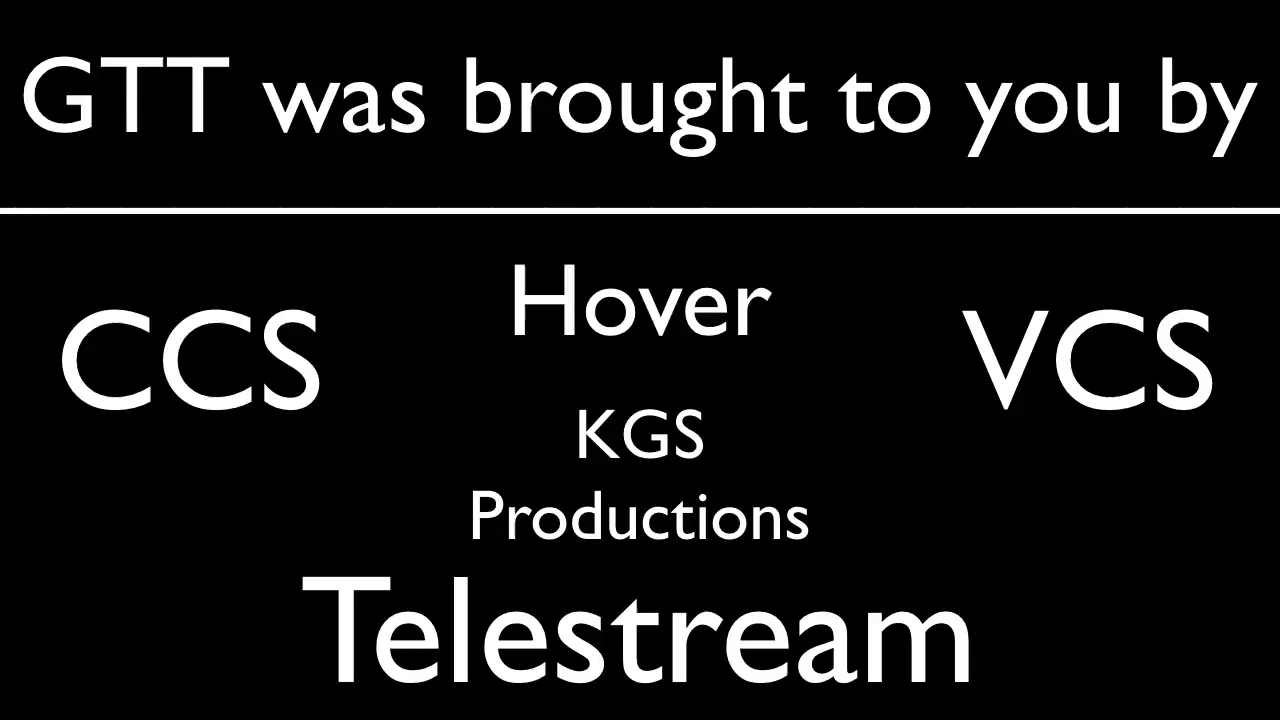 GTT was brought to you by
Hover
CCS
VCS
KGS
Productions
Telestream